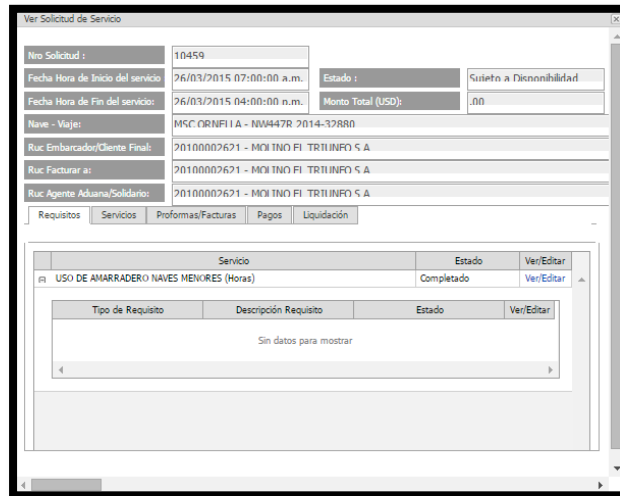 Ver Solicitud de Servicio
Nro Solicitud : 10459
Fecha Hora de Inicio del servicio 26/03/2015 07:00:00 a.m. Estado : Sujeto a Disponibilidad
Fecha Hora de Fin del servicio: 26/03/2015 04:00:00 p.m. Monto Total (USD): .00
Nave - Viaje: MSC ORNELLA - NW447R 2014-32880
Ruc Embarcador/Cliente Final: 20100002621 - MOLINO EL TRIUNFO S A
Ruc Facturar a: 20100002621 - MOLINO EL TRIUNFO S A
Ruc Agente Aduana/Solidario: 20100002621 - MOLINO EL TRIUNFO S A
Requisitos Servicios Proformas/Facturas Pagos Liquidación
Servicio Estado Ver/Editar
USO DE AMARRADERO NAVES MENORES (Horas) Completado Ver/Editar
Tipo de Requisito Descripción Requisito Estado Ver/Editar
Sin datos para mostrar